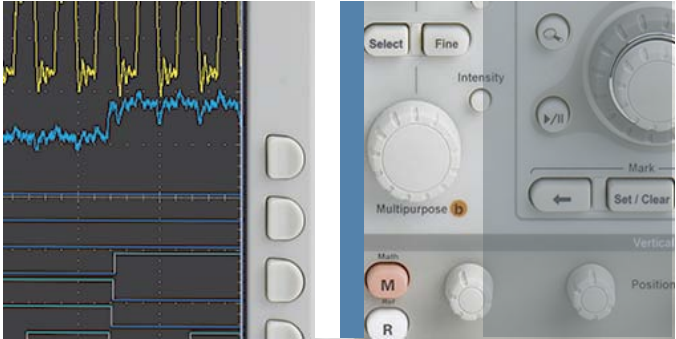 Select
Fine
Intensity
Mark
Set / Clear
Multipurpose b
Vertical
Math
M
Position
Ref
R